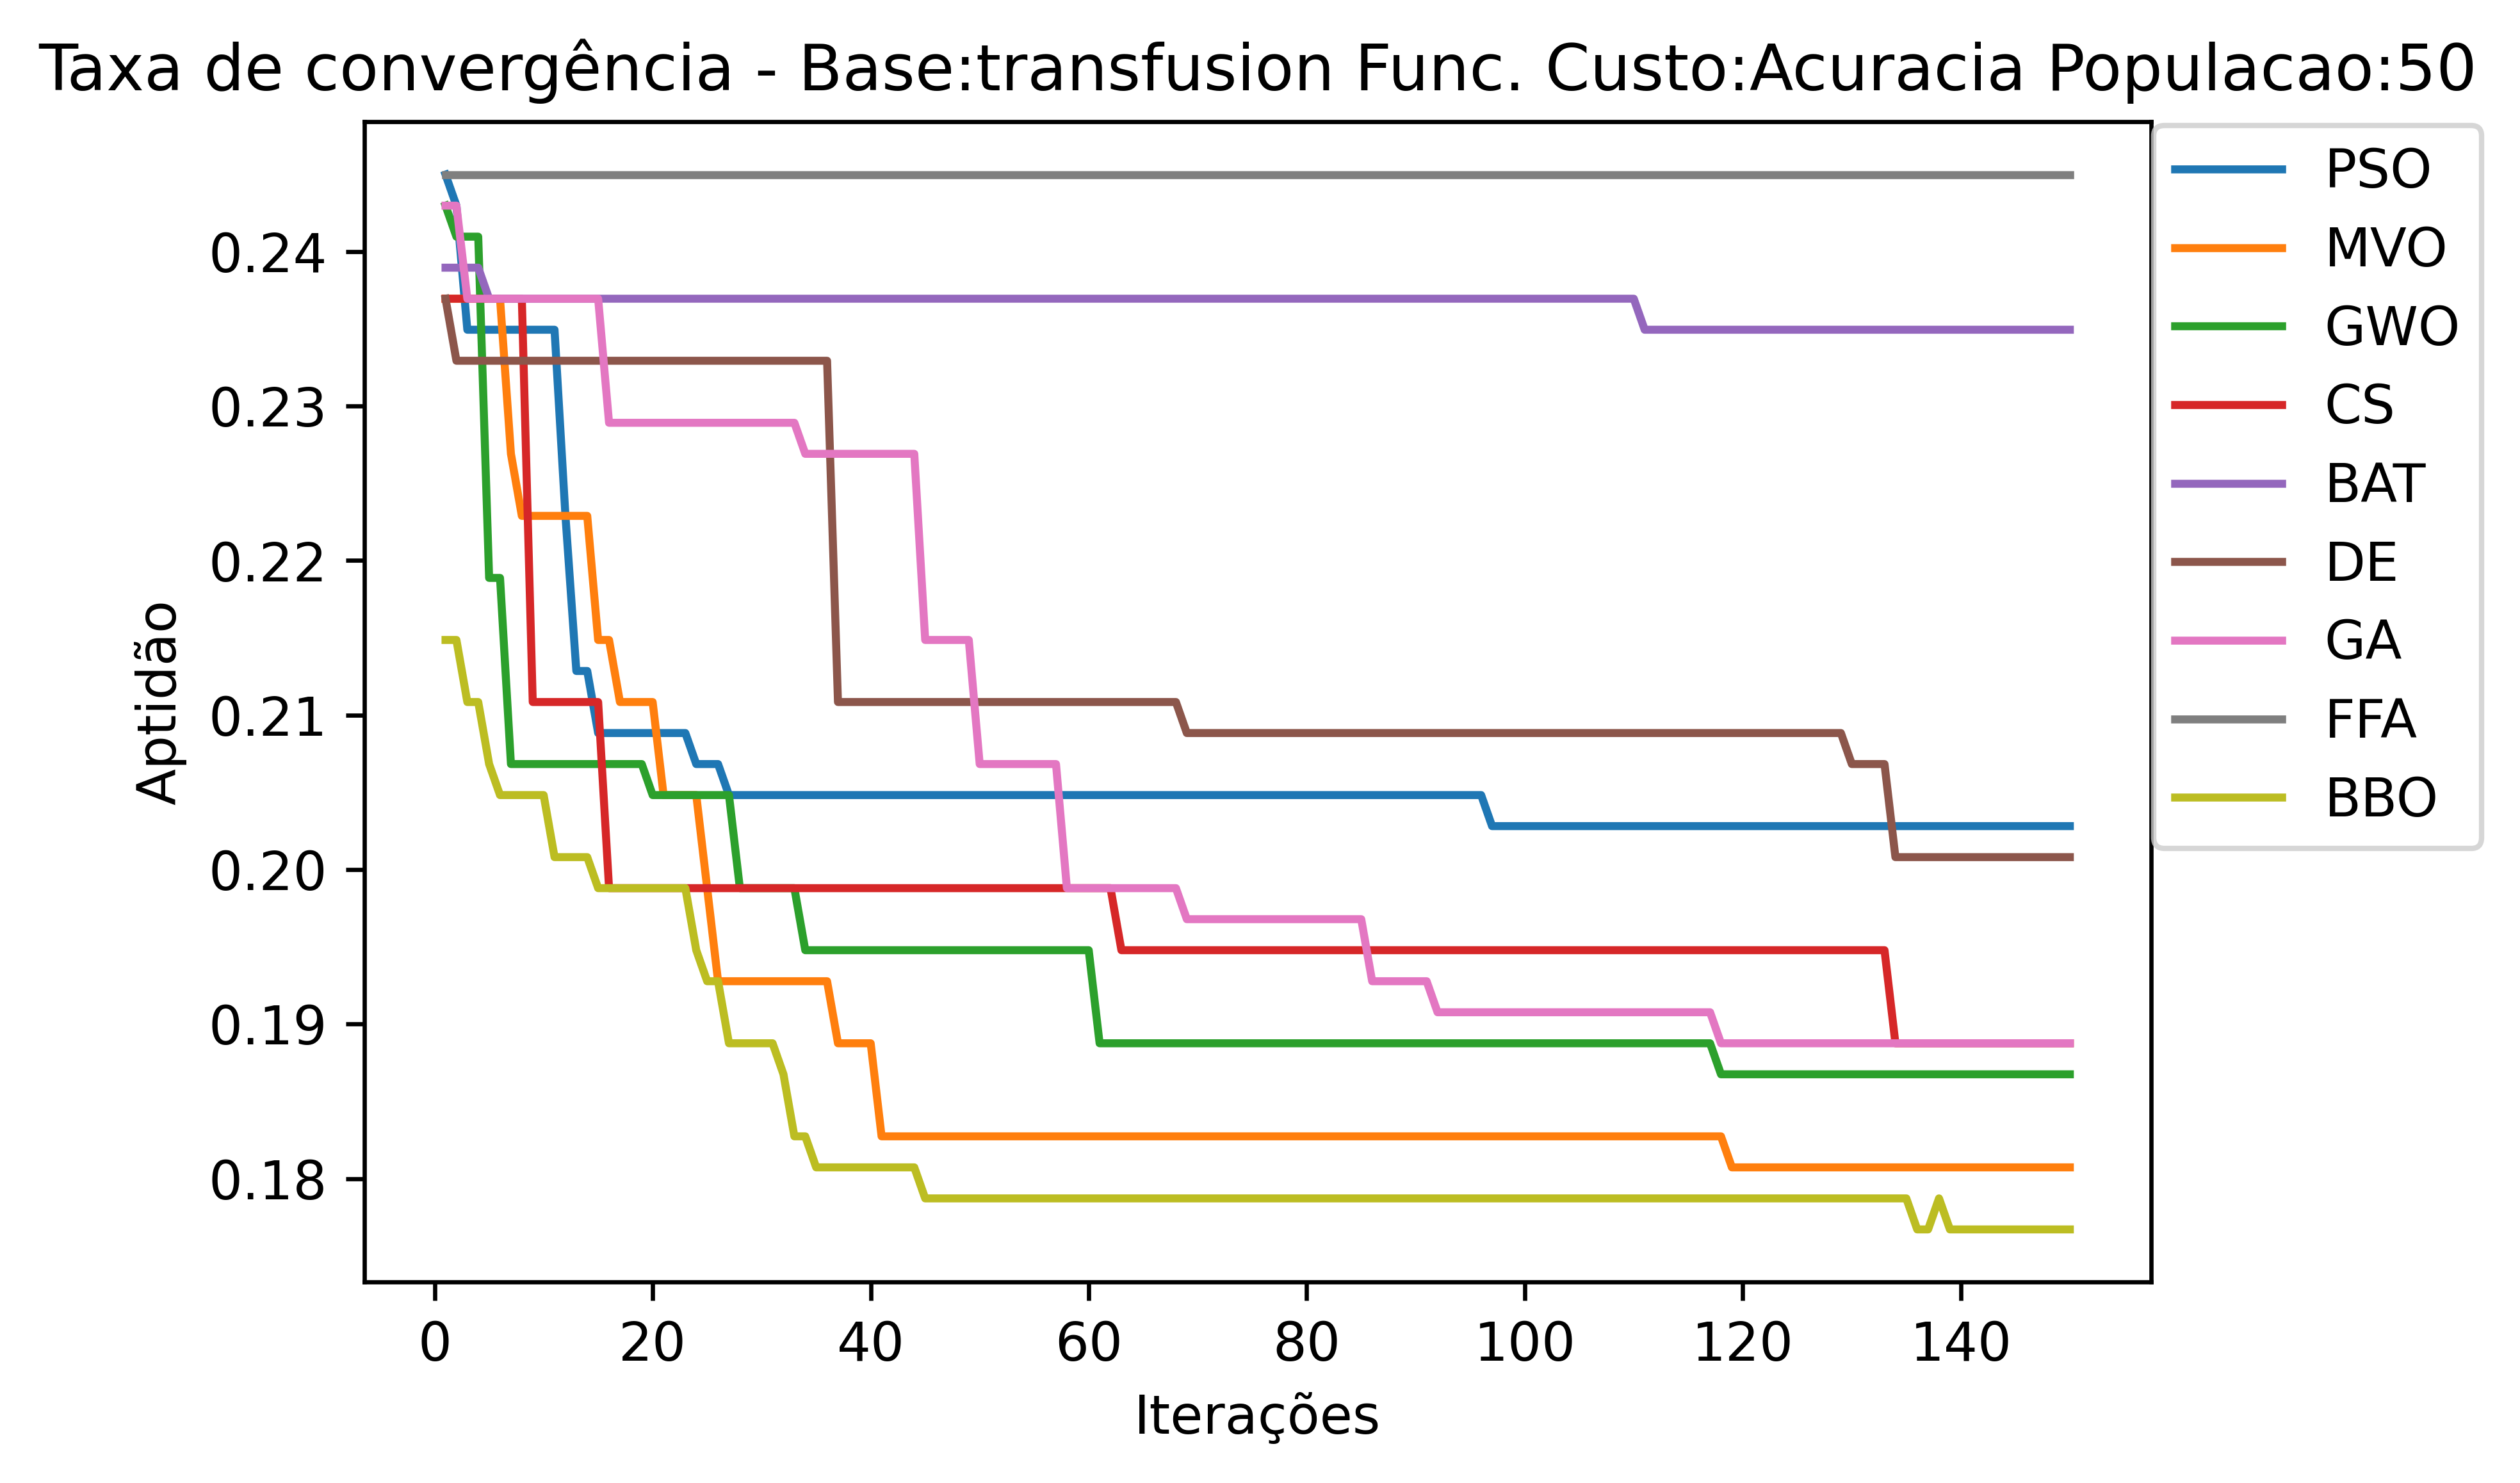 Taxa de convergência - Base:transfusion Func. Custo:Acuracia Populacao:50
PSO
MVO
GWO
CS
BAT
DE
GA
FFA
BBO
Aptidão
0.24
0.23
0.22
0.21
0.20
0.19
0.18
0 20 40 60 80 100 120 140
Iterações